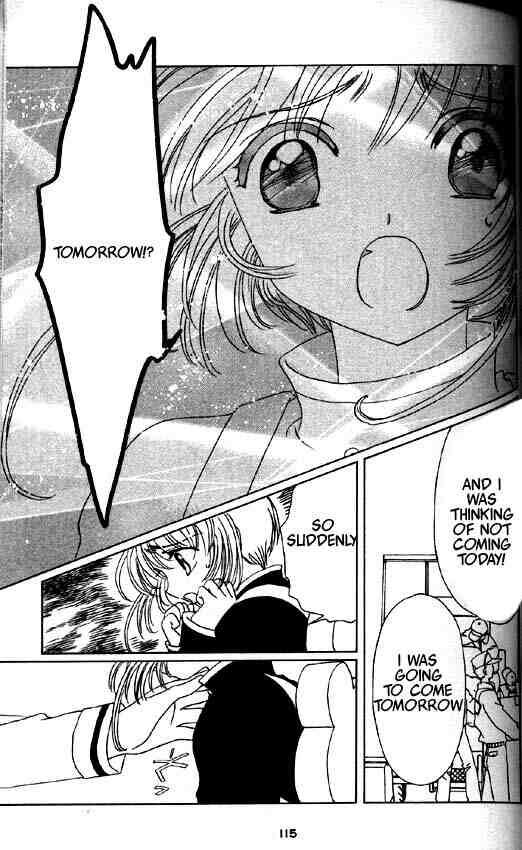 TOMORROW!?
AND I
WAS
THINKING
OF NOT
COMING
TODAY!
I WAS
GOING
TO COME
TOMORROW
SO
SUDDENLY
115